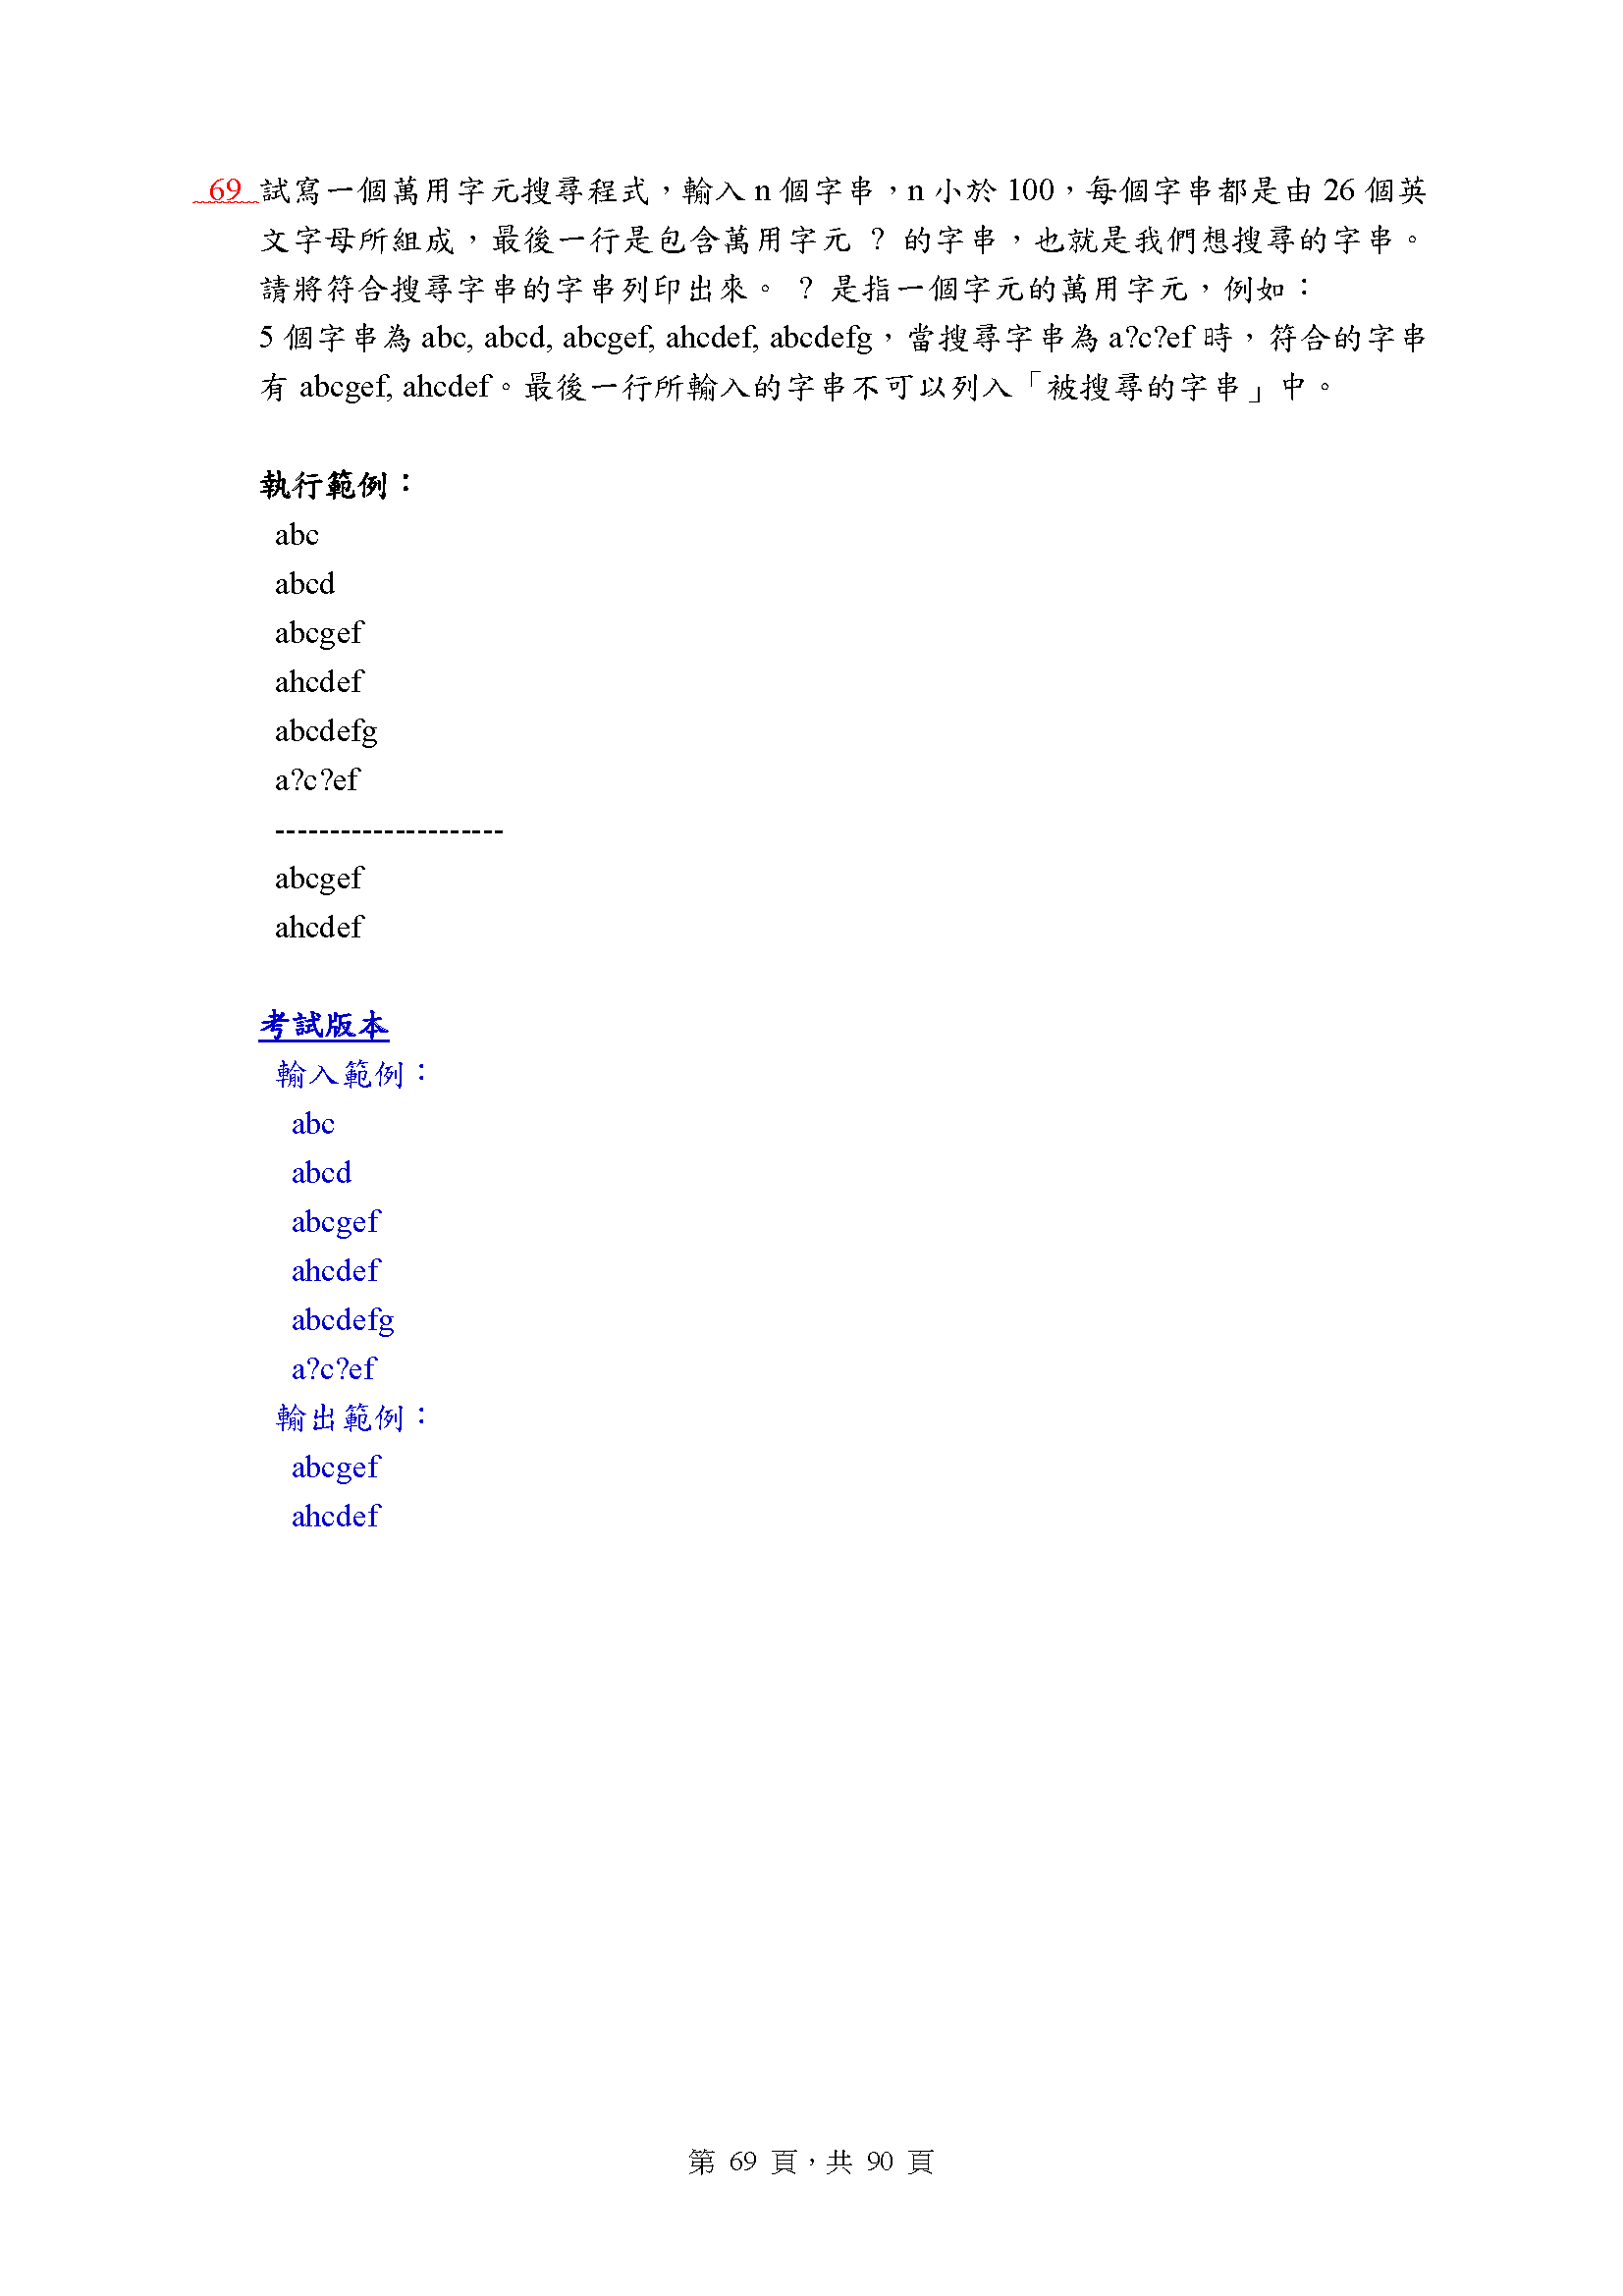 69 試寫一個萬用字元搜尋程式，輸入 n 個字串，n 小於 100，每個字串都是由 26 個英
文字母所組成，最後一行是包含萬用字元 ? 的字串，也就是我們想搜尋的字串。
請將符合搜尋字串的字串列印出來。 ? 是指一個字元的萬用字元，例如：
5 個字串為 abc, abcd, abcgef, ahcdef, abcdefg，當搜尋字串為 a?c?ef 時，符合的字串
有 abcgef, ahcdef。最後一行所輸入的字串不可以列入「被搜尋的字串」中。
執行範例：
abc
abcd
abcgef
ahcdef
abcdefg
a?c?ef
---------------------
abcgef
ahcdef
考試版本
輸入範例：
abc
abcd
abcgef
ahcdef
abcdefg
a?c?ef
輸出範例：
abcgef
ahcdef
第 69 頁，共 90 頁